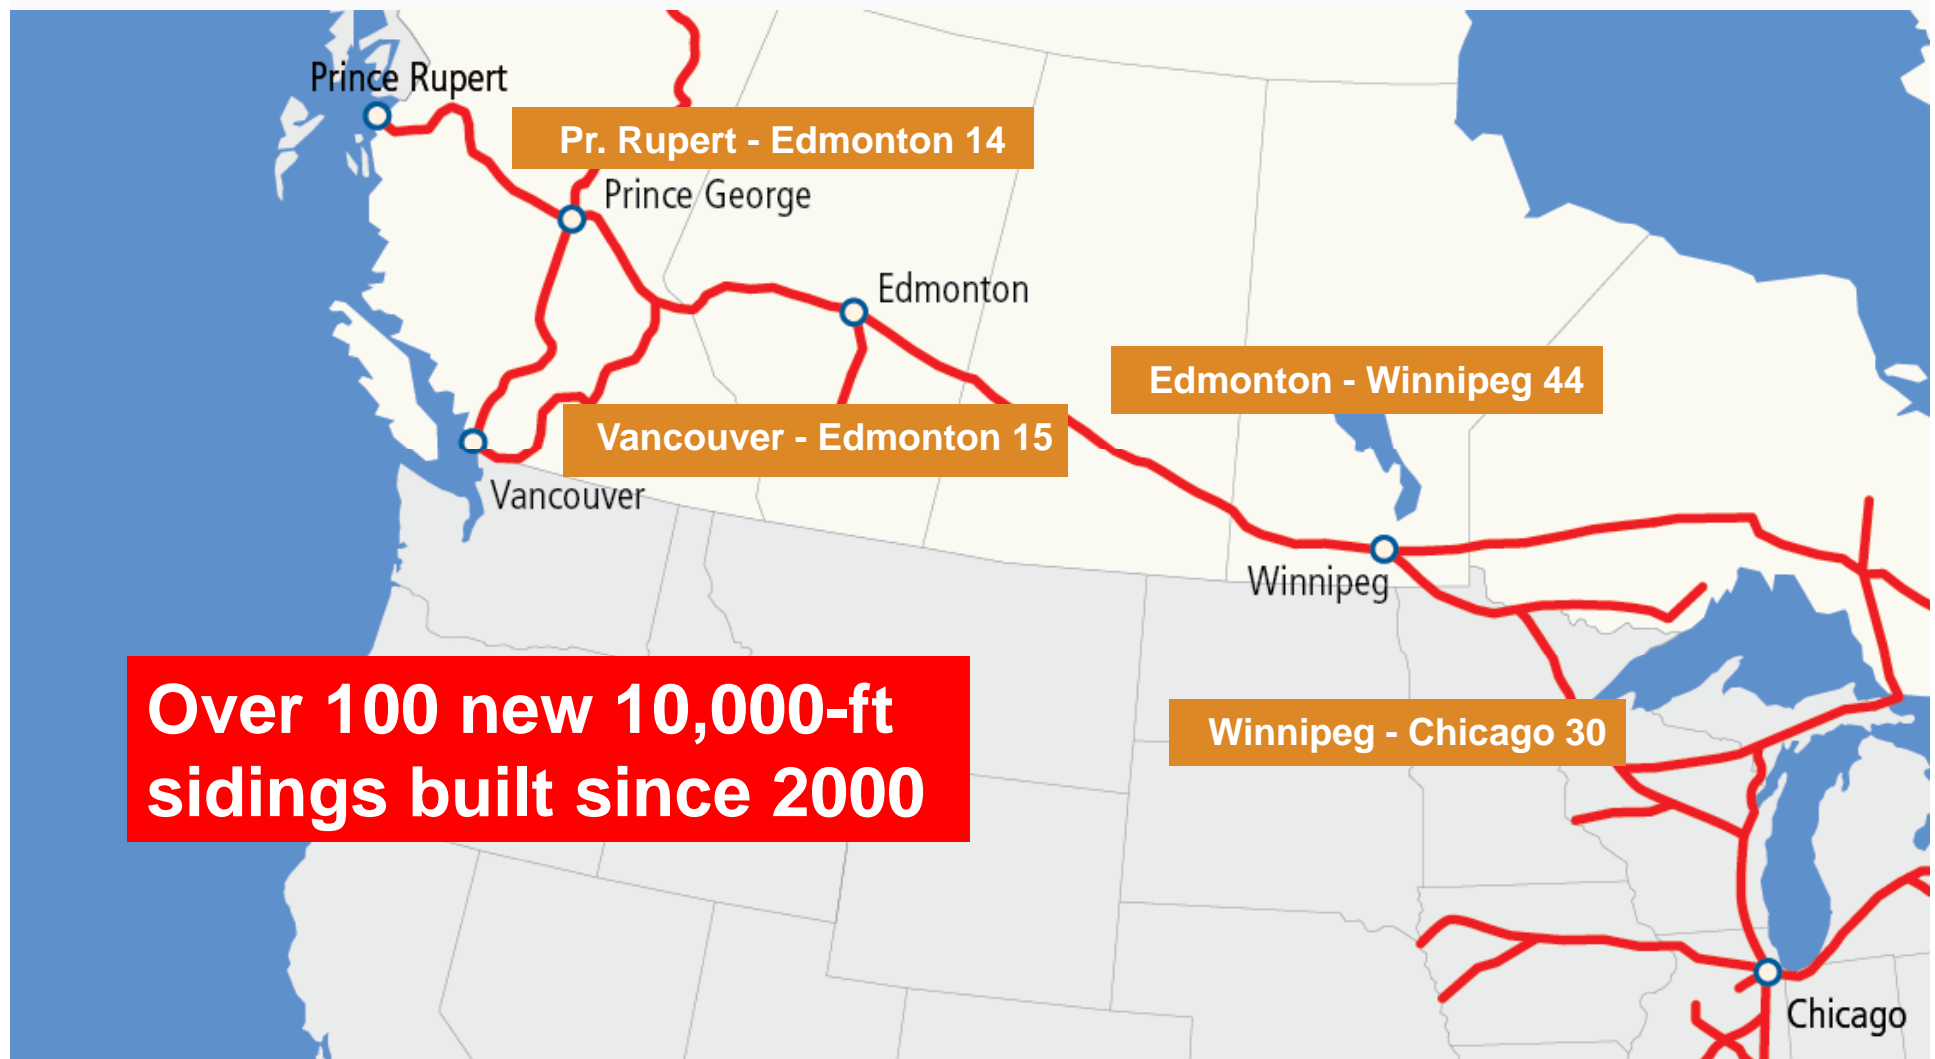 Prince Rupert
Pr. Rupert - Edmonton 14
Prince George
Edmonton
Edmonton - Winnipeg 44
Vancouver - Edmonton 15
Vancouver
Winnipeg
Over 100 new 10,000-ft
sidings built since 2000
Winnipeg - Chicago 30
Chicago